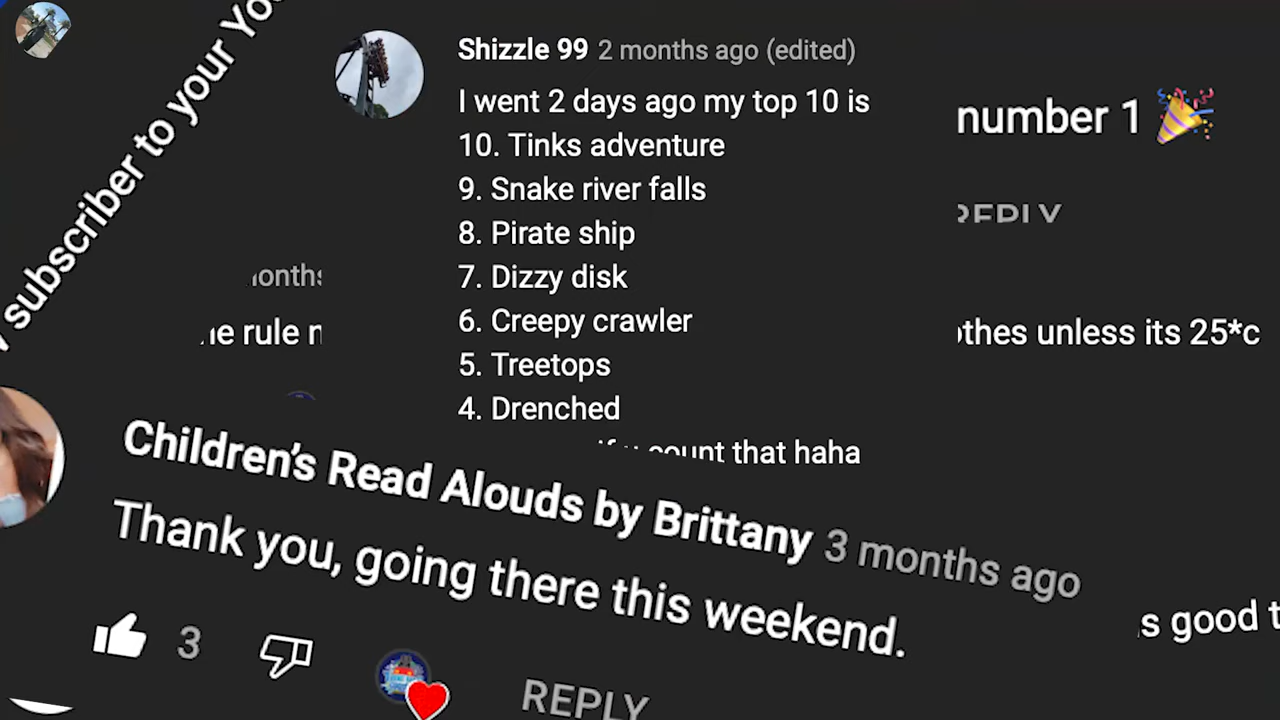 subscriber to your
Shizzle 99 2 months ago (edited)
I went 2 days ago my top 10 is
10. Tinks adventure
9. Snake river falls
8. Pirate ship
7. Dizzy disk
6. Creepy crawler
5. Treetops
4. Drenched
count that haha
number 1
REPLY
rule
unless its 25*c
Children's Read Alouds by Brittany 3 months ago
Thank you, going there this weekend.
3
REPLY
good